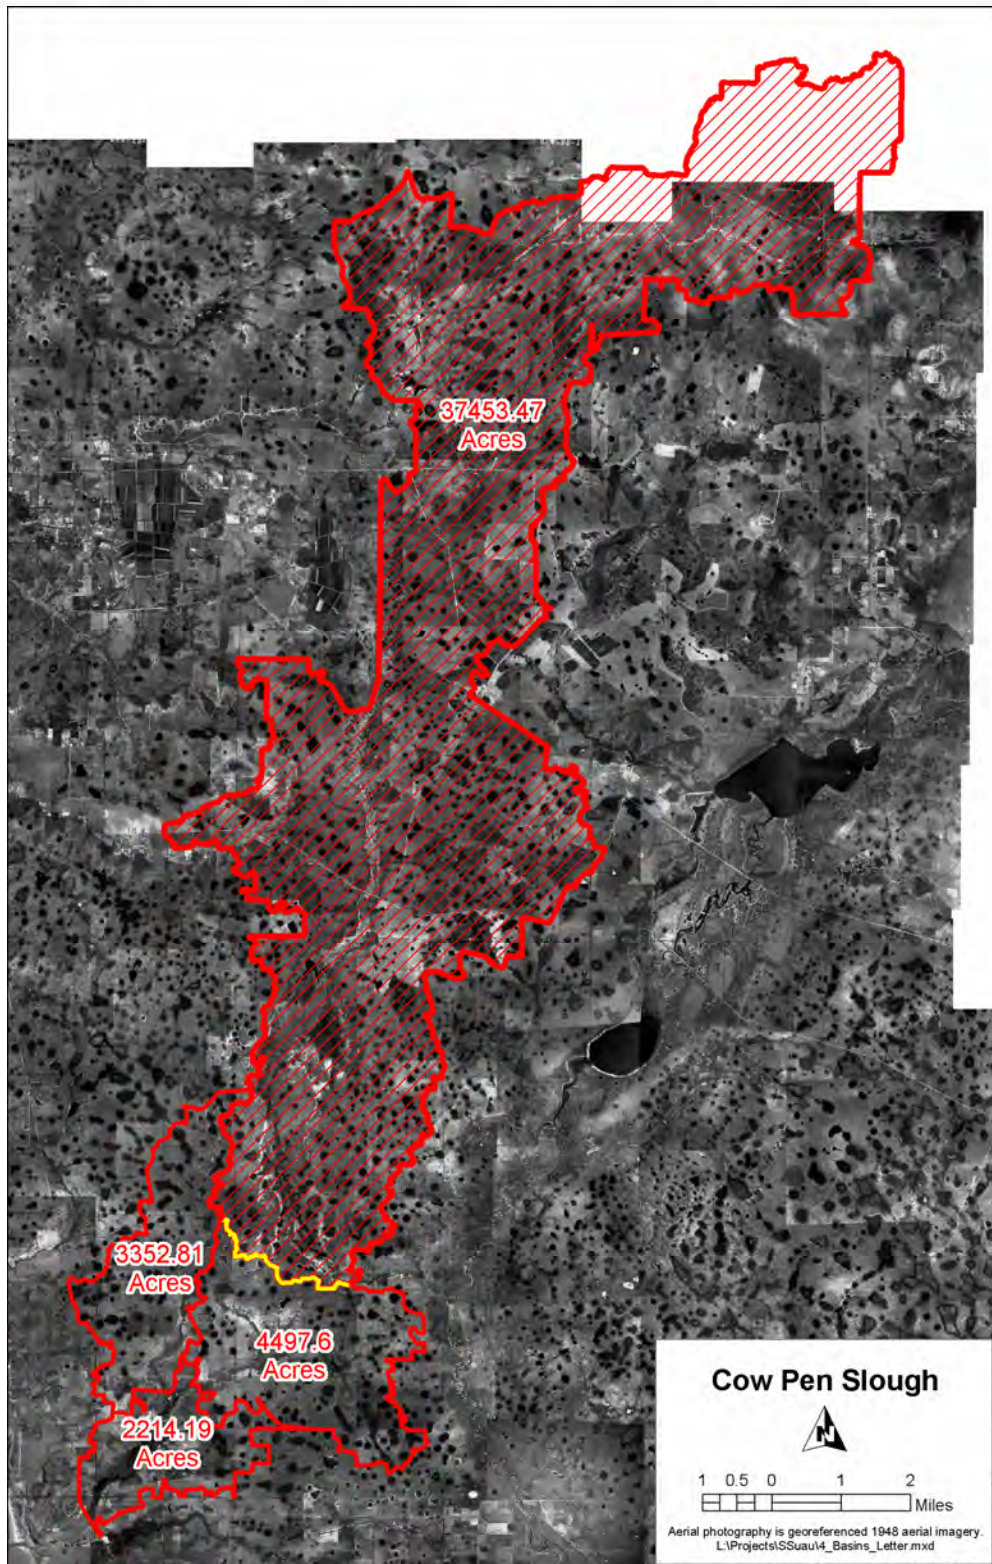 37453.47
Acres
3352.81
Acres
4497.6
Acres
2214.19
Acres
Cow Pen Slough
N
1 0.5 0 1 2
Miles
Aerial photography is georeferenced 1948 aerial imagery.
L:\Projects\SSuau\4_Basins_Letter.mxd